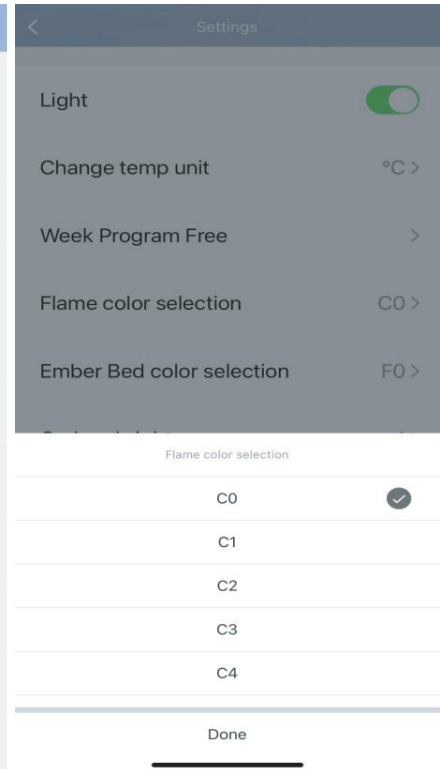 Settings
Light
Change temp unit °C >
Week Program Free >
Flame color selection C0 >
Ember Bed color selection F0 >
Flame color selection
C0
C1
C2
C3
C4
Done